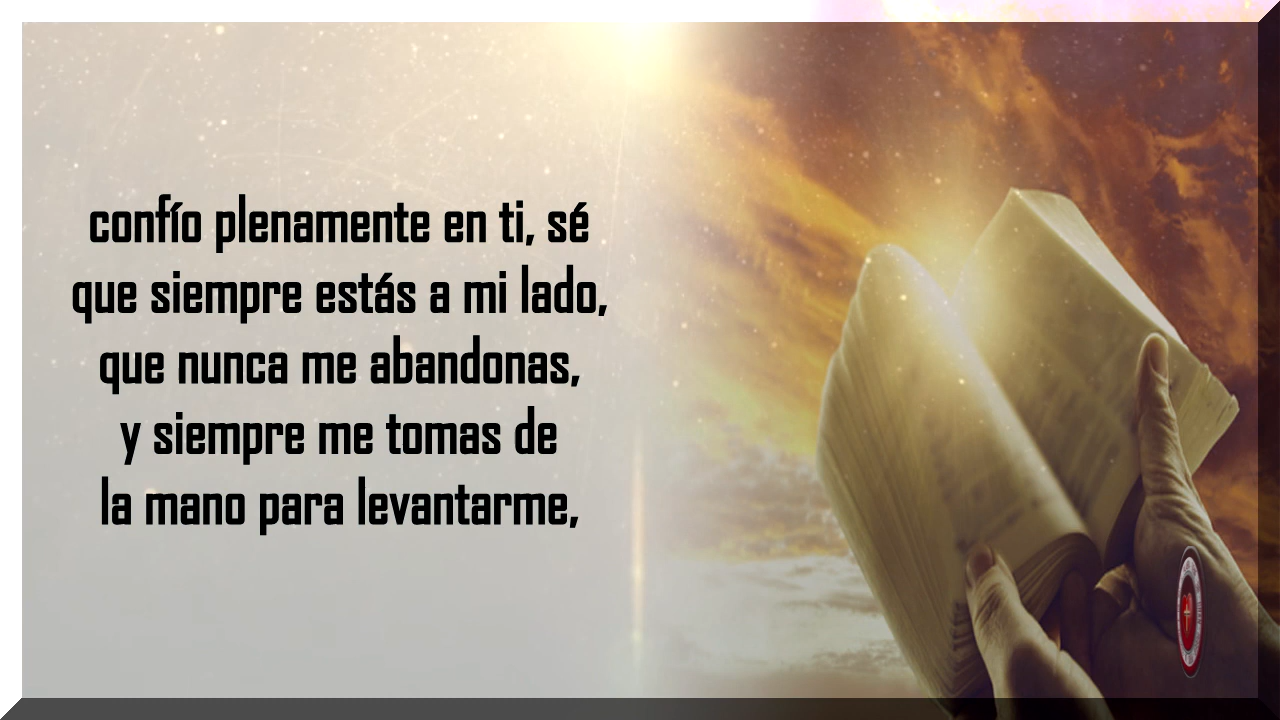 confío plenamente en ti, sé
que siempre estás a mi lado,
que nunca me abandonas,
y siempre me tomas de
la mano para levantarme,